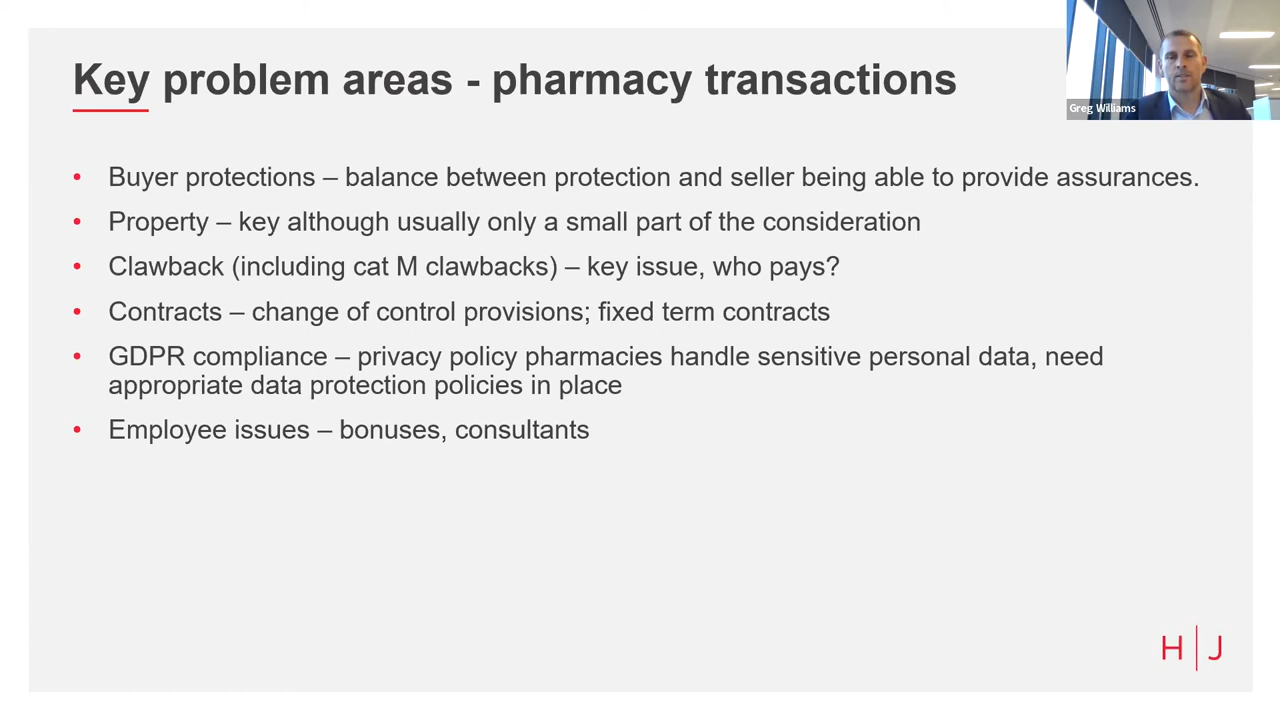 Key problem areas - pharmacy transactions
Greg Williams
• Buyer protections – balance between protection and seller being able to provide assurances.
• Property – key although usually only a small part of the consideration
• Clawback (including cat M clawbacks) – key issue, who pays?
• Contracts – change of control provisions; fixed term contracts
• GDPR compliance – privacy policy pharmacies handle sensitive personal data, need
appropriate data protection policies in place
• Employee issues – bonuses, consultants
H | J